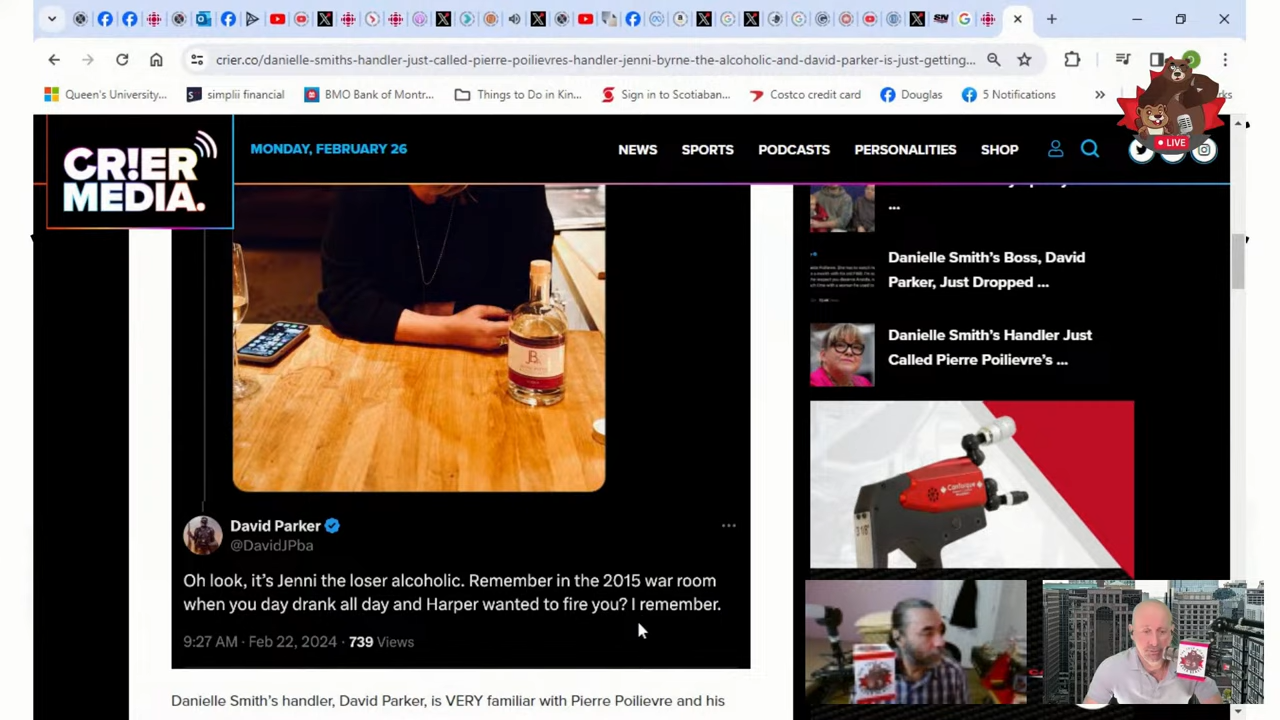 crier.co/danielle-smiths-handler-just-called-pierre-poilievres-handler-jenni-byrne-the-alcoholic-and-david-parker-is-just-getting...
Queen's University...
simplii financial
BMO Bank of Montr...
Things to Do in Kin...
Sign in to Scotiaban...
Costco credit card
Douglas
5 Notifications
»
LIVE
CR!ER
MEDIA.
MONDAY, FEBRUARY 26
NEWS
SPORTS
PODCASTS
PERSONALITIES
SHOP
...
Danielle Smith's Boss, David
Parker, Just Dropped ...
Danielle Smith's Handler Just
Called Pierre Poilievre's ...
David Parker
@DavidJPba
Oh look, it's Jenni the loser alcoholic. Remember in the 2015 war room
when you day drank all day and Harper wanted to fire you? I remember.
9:27 AM · Feb 22, 2024 · 739 Views
Danielle Smith's handler, David Parker, is VERY familiar with Pierre Poilievre and his